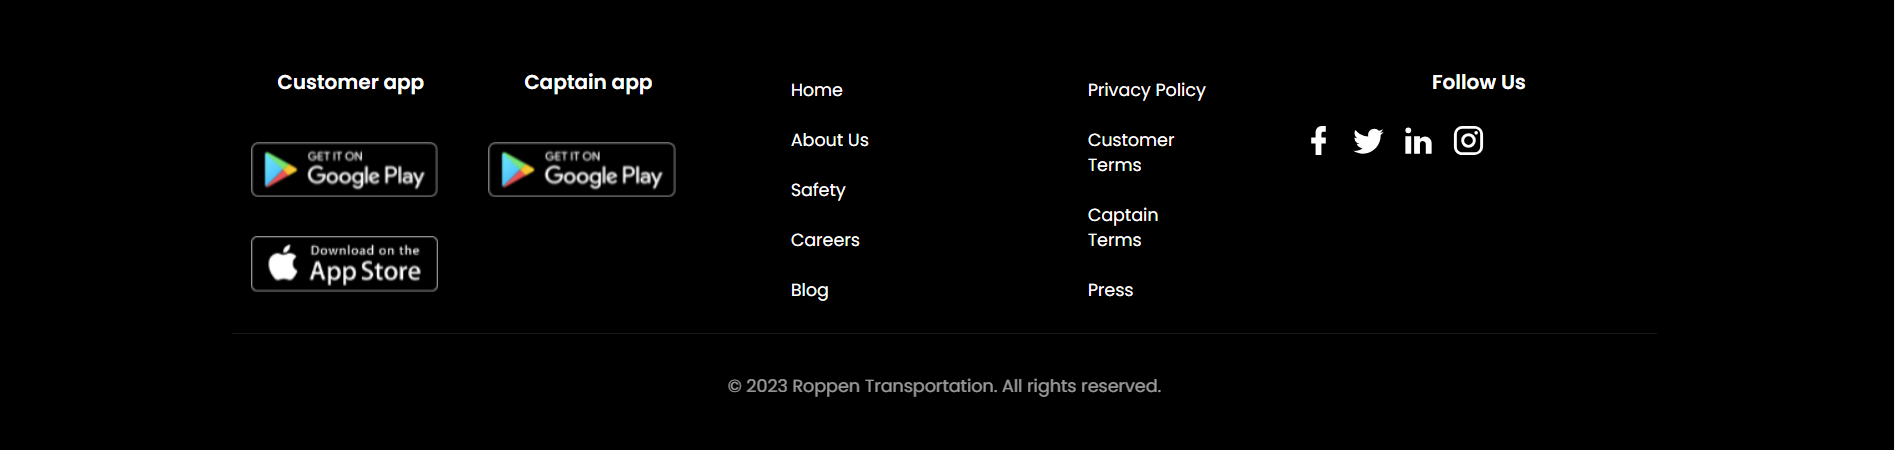 Customer app
GET IT ON
Google Play
Download on the
App Store
Captain app
GET IT ON
Google Play
Home
About Us
Safety
Careers
Blog
Privacy Policy
Customer
Terms
Captain
Terms
Press
Follow Us
© 2023 Roppen Transportation. All rights reserved.